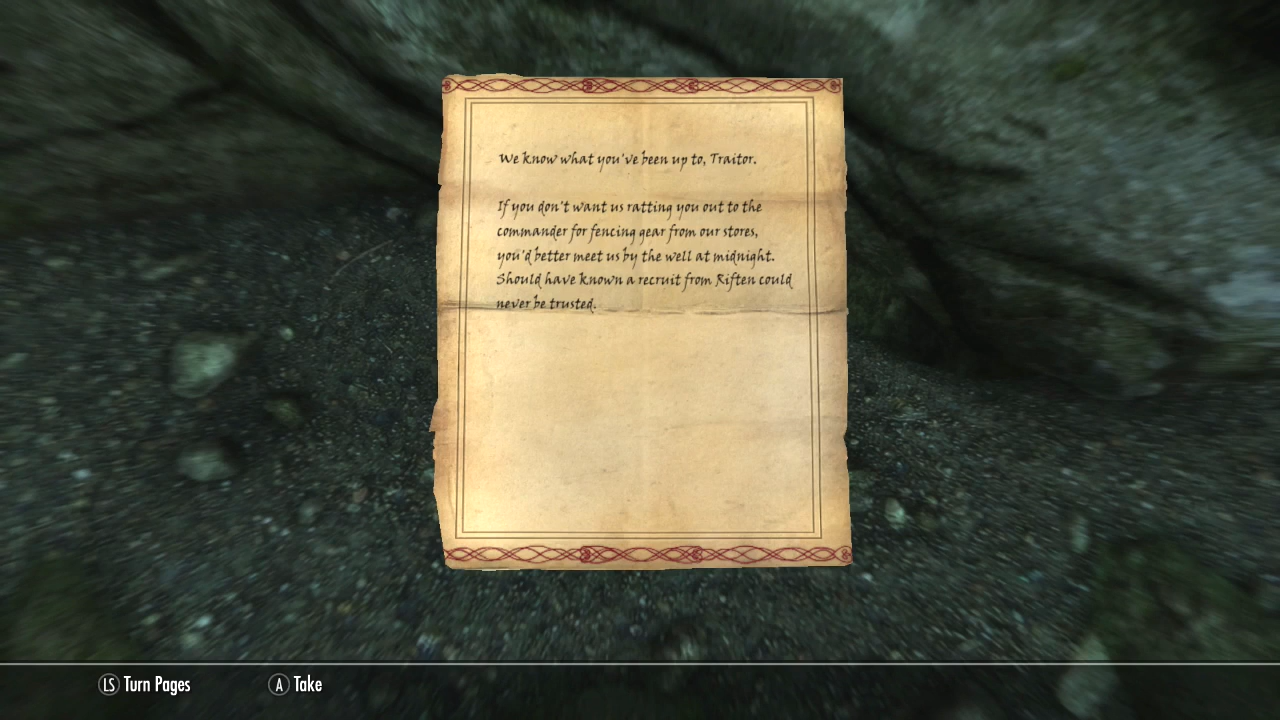 We know what you've been up to, Traitor.
If you don't want us ratting you out to the
commander for fencing gear from our stores,
you'd better meet us by the well at midnight.
Should have known a recruit from Riften could
never be trusted.
LS Turn Pages
A Take